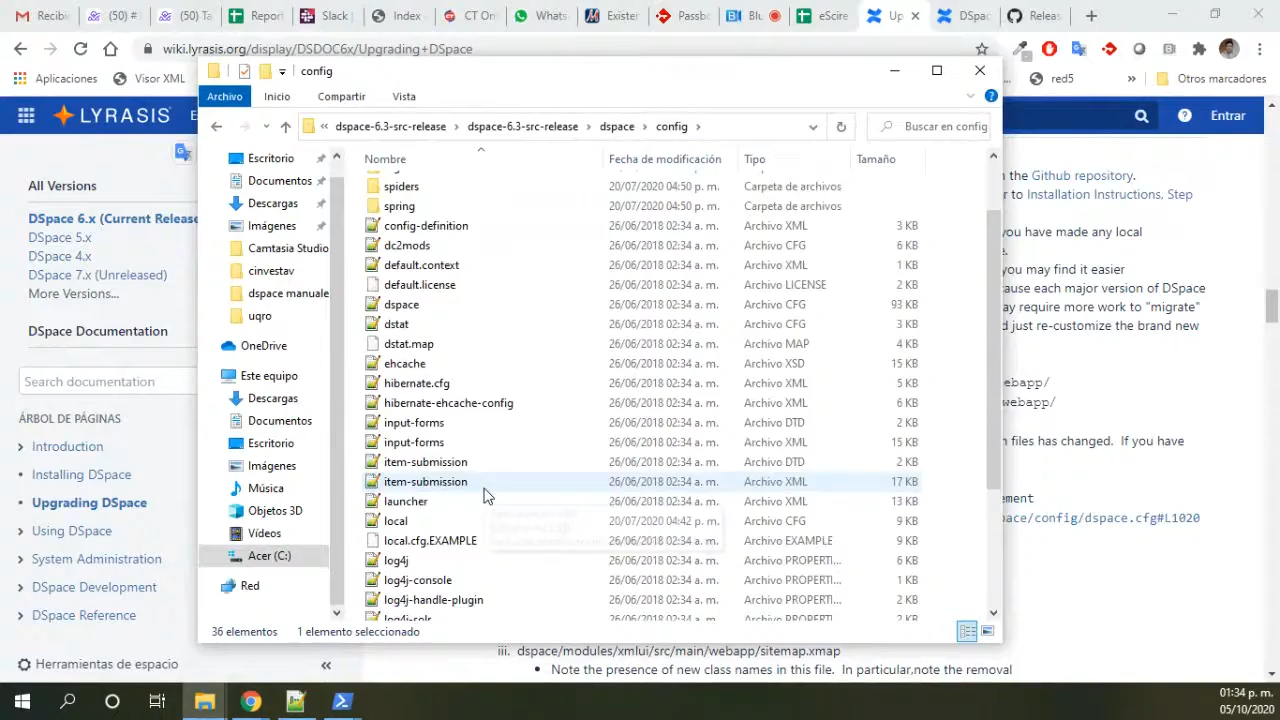 Recibi
(50) #
(50) Ta
Report
Slack
Index
CT On
Whats
Exister
Passbo
Blu
eScire
Up
DSpac
Releas
wiki.lyrasis.org/display/DSDOC6x/Upgrading+DSpace
Aplicaciones
Visor XML
red5
»
Otros marcadores
LYRASIS
Entrar
config
Archivo
Inicio
Compartir
Vista
« dspace-6.3-src-release > dspace-6.3-src-release > dspace > config >
Buscar en config
Nombre
Fecha de modificación
Tipo
Tamaño
spiders 20/07/2020 04:50 p. m. Carpeta de archivos
spring 20/07/2020 04:50 p. m. Carpeta de archivos
config-definition 26/06/2018 02:34 a. m. Archivo XML 3 KB
dc2mods 26/06/2018 02:34 a. m. Archivo CFG 6 KB
default.context 26/06/2018 02:34 a. m. Archivo XML 1 KB
default.license 26/06/2018 02:34 a. m. Archivo LICENSE 2 KB
dspace 26/06/2018 02:34 a. m. Archivo CFG 93 KB
dstat 26/06/2018 02:34 a. m. Archivo CFG 3 KB
dstat.map 26/06/2018 02:34 a. m. Archivo MAP 4 KB
ehcache 26/06/2018 02:34 a. m. Archivo XSD 15 KB
hibernate.cfg 26/06/2018 02:34 a. m. Archivo XML 5 KB
hibernate-ehcache-config 26/06/2018 02:34 a. m. Archivo XML 6 KB
input-forms 26/06/2018 02:34 a. m. Archivo DTD 2 KB
input-forms 26/06/2018 02:34 a. m. Archivo XML 15 KB
item-submission 26/06/2018 02:34 a. m. Archivo DTD 2 KB
item-submission 26/06/2018 02:34 a. m. Archivo XML 17 KB
launcher 26/06/2018 02:34 a. m. Archivo XML 13 KB
local 20/07/2020 04:42 p. m. Archivo CFG 9 KB
local.cfg.EXAMPLE 26/06/2018 02:34 a. m. Archivo EXAMPLE 9 KB
log4j 26/06/2018 02:34 a. m. Archivo PROPERTI... 6 KB
log4j-console 26/06/2018 02:34 a. m. Archivo PROPERTI... 1 KB
log4j-handle-plugin 26/06/2018 02:34 a. m. Archivo PROPERTI... 2 KB
log4j-solr 26/06/2018 02:34 a. m. Archivo PROPERTI... 2 KB
36 elementos
1 elemento seleccionado
Escritorio
Documentos
Descargas
Imágenes
Camtasia Studio
cinvestav
dspace manuale
uqro
OneDrive
Este equipo
Descargas
Documentos
Escritorio
Imágenes
Música
Objetos 3D
Vídeos
Acer (C:)
Red
All Versions
DSpace 6.x (Current Release
DSpace 5.x
DSpace 4.x
DSpace 7.x (Unreleased)
More Versions...
DSpace Documentation
Search documentation
ÁRBOL DE PÁGINAS
Introduction
Installing DSpace
Upgrading DSpace
Using DSpace
System Administration
DSpace Development
DSpace Reference
Herramientas de espacio
«
n the Github repository.
r to Installation Instructions, Step
you have made any local
e.
you may find it easier
cause each major version of DSpace
ay require more work to "migrate"
d just re-customize the brand new
vebapp/
webapp/
n files has changed. If you have
ement
ace/config/dspace.cfg#L1020
iii. dspace/modules/xmlui/src/main/webapp/sitemap.xmap
• Note the presence of new class names in this file. In particular,note the removal
01:34 p. m.
05/10/2020